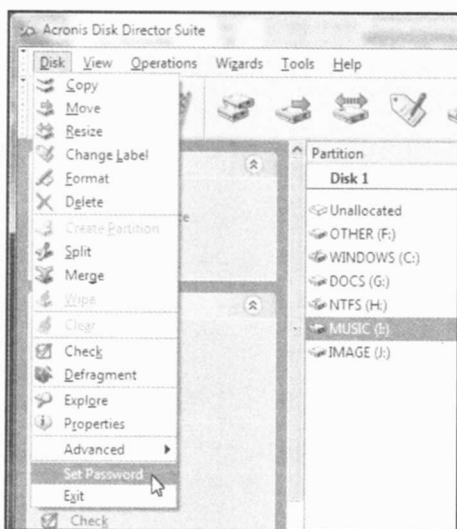 Acronis Disk Director Suite
Disk View Operations Wizards Tools Help
Copy
Move
Resize
Change Label
Format
Delete
Create Partition
Split
Merge
Wipe
Clear
Check
Defragment
Explore
Properties
Advanced
Set Password
Exit
Check
Partition
Disk 1
Unallocated
OTHER (F:)
WINDOWS (C:)
DOCS (G:)
NTFS (H:)
MUSIC (I:)
IMAGE (J:)